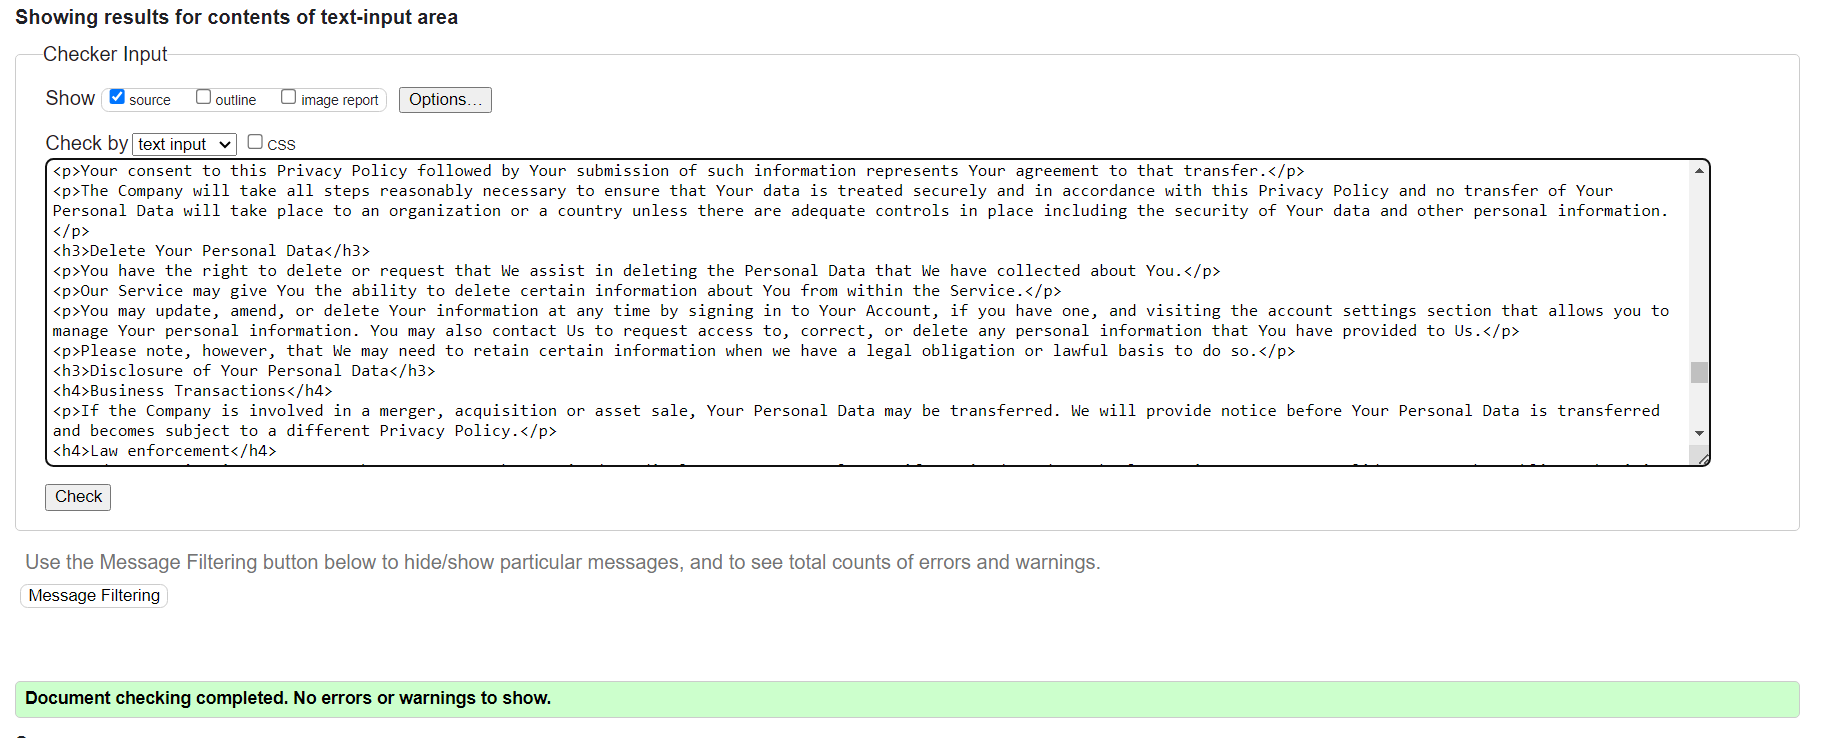 Showing results for contents of text-input area
Checker Input
Show source outline image report Options...
Check by text input CSS
<p>Your consent to this Privacy Policy followed by Your submission of such information represents Your agreement to that transfer.</p>
<p>The Company will take all steps reasonably necessary to ensure that Your data is treated securely and in accordance with this Privacy Policy and no transfer of Your
Personal Data will take place to an organization or a country unless there are adequate controls in place including the security of Your data and other personal information.
</p>
<h3>Delete Your Personal Data</h3>
<p>You have the right to delete or request that We assist in deleting the Personal Data that We have collected about You.</p>
<p>Our Service may give You the ability to delete certain information about You from within the Service.</p>
<p>You may update, amend, or delete Your information at any time by signing in to Your Account, if you have one, and visiting the account settings section that allows you to
manage Your personal information. You may also contact Us to request access to, correct, or delete any personal information that You have provided to Us.</p>
<p>Please note, however, that We may need to retain certain information when we have a legal obligation or lawful basis to do so.</p>
<h3>Disclosure of Your Personal Data</h3>
<h4>Business Transactions</h4>
<p>If the Company is involved in a merger, acquisition or asset sale, Your Personal Data may be transferred. We will provide notice before Your Personal Data is transferred
and becomes subject to a different Privacy Policy.</p>
<h4>Law enforcement</h4>
Check
Use the Message Filtering button below to hide/show particular messages, and to see total counts of errors and warnings.
Message Filtering
Document checking completed. No errors or warnings to show.